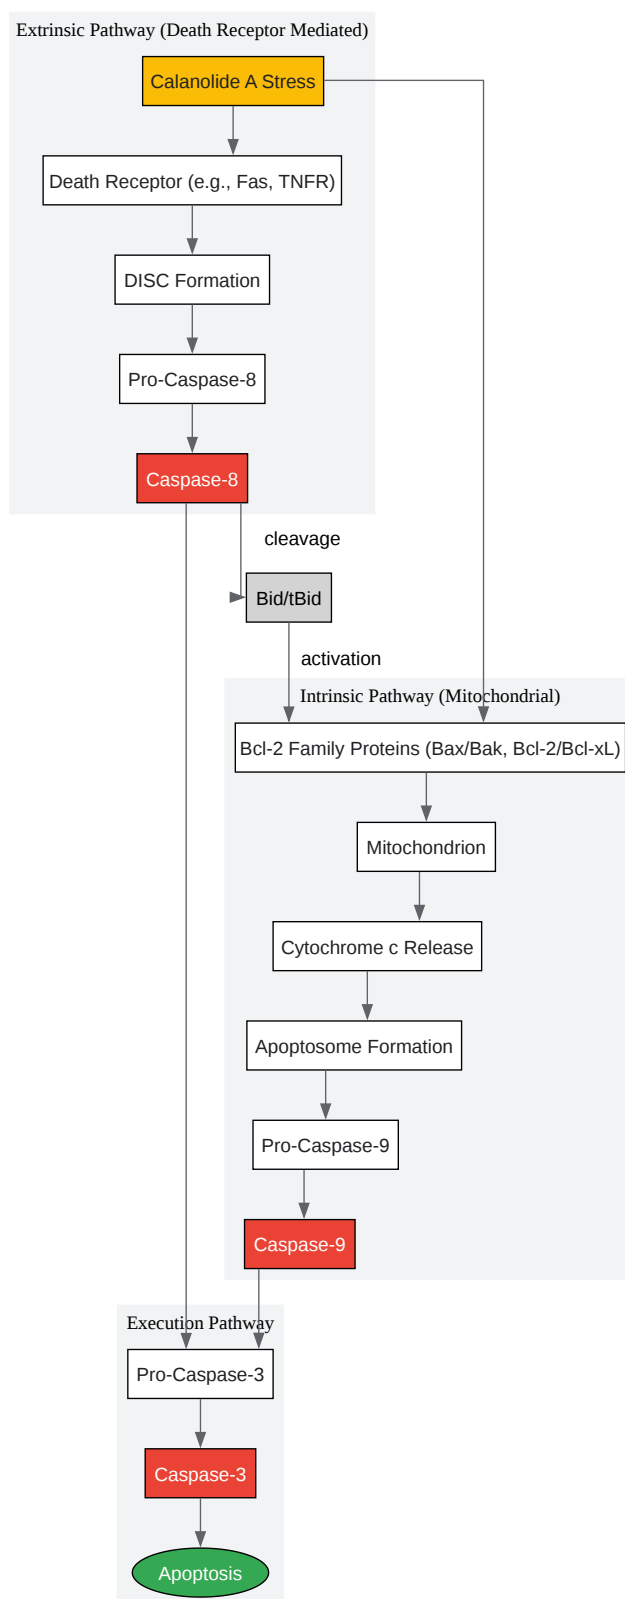 Extrinsic Pathway (Death Receptor Mediated)
Calanolide A Stress
Death Receptor (e.g., Fas, TNFR)
DISC Formation
Pro-Caspase-8
Caspase-8
cleavage
Bid/tBid
activation
Intrinsic Pathway (Mitochondrial)
Bcl-2 Family Proteins (Bax/Bak, Bcl-2/Bcl-xL)
Mitochondrion
Cytochrome c Release
Apoptosome Formation
Pro-Caspase-9
Caspase-9
Execution Pathway
Pro-Caspase-3
Caspase-3
Apoptosis